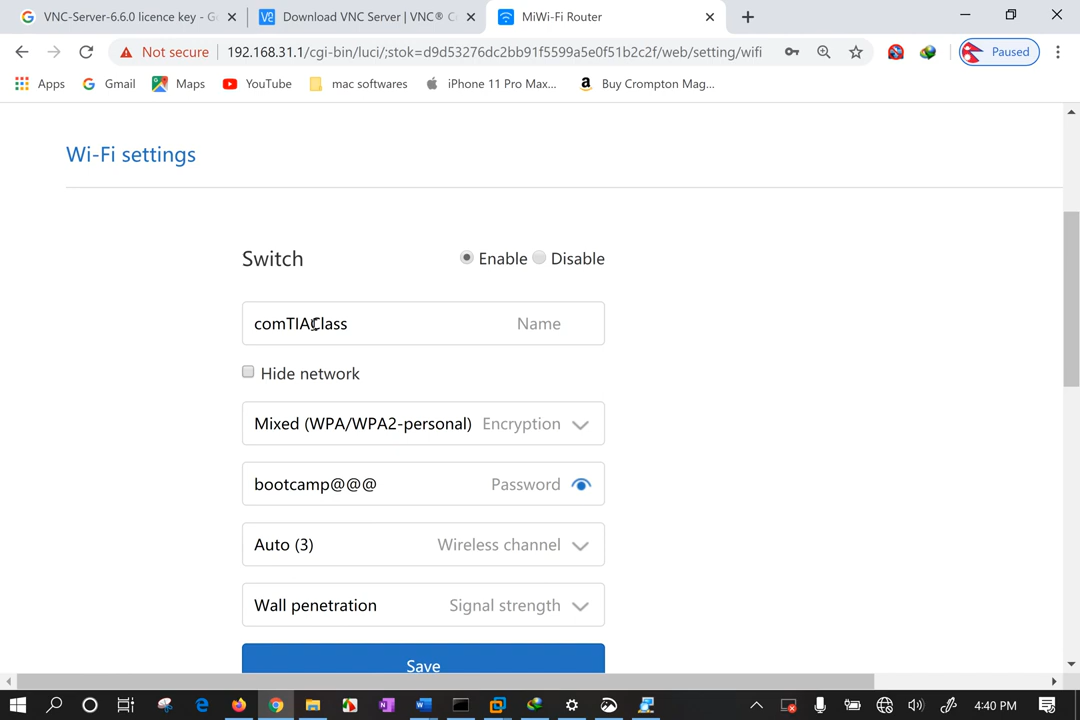 VNC-Server-6.6.0 licence key - G
Download VNC Server | VNC® C
MiWi-Fi Router
Not secure
192.168.31.1/cgi-bin/luci/;stok=d9d53276dc2bb91f5599a5e0f51b2c2f/web/setting/wifi
Paused
Apps
Gmail
Maps
YouTube
mac softwares
iPhone 11 Pro Max...
Buy Crompton Mag...
Wi-Fi settings
Switch Enable Disable
comTIAClass Name
Hide network
Mixed (WPA/WPA2-personal) Encryption
bootcamp@@@ Password
Auto (3) Wireless channel
Wall penetration Signal strength
Save
4:40 PM